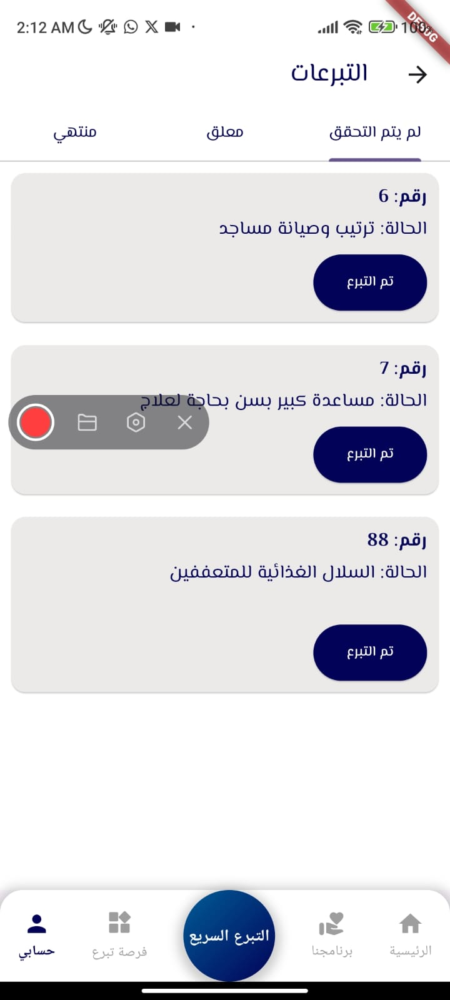 2:12 AM
100%
DEBUG
التبرعات
لم يتم التحقق
معلق
منتهي
رقم: 6
الحالة: ترتيب وصيانة مساجد
تم التبرع
رقم: 7
الحالة: مساعدة كبير بسن بحاجة لعلاج
تم التبرع
رقم: 88
الحالة: السلال الغذائية للمتعففين
تم التبرع
الرئيسية
برنامجنا
التبرع السريع
فرصة تبرع
حسابي